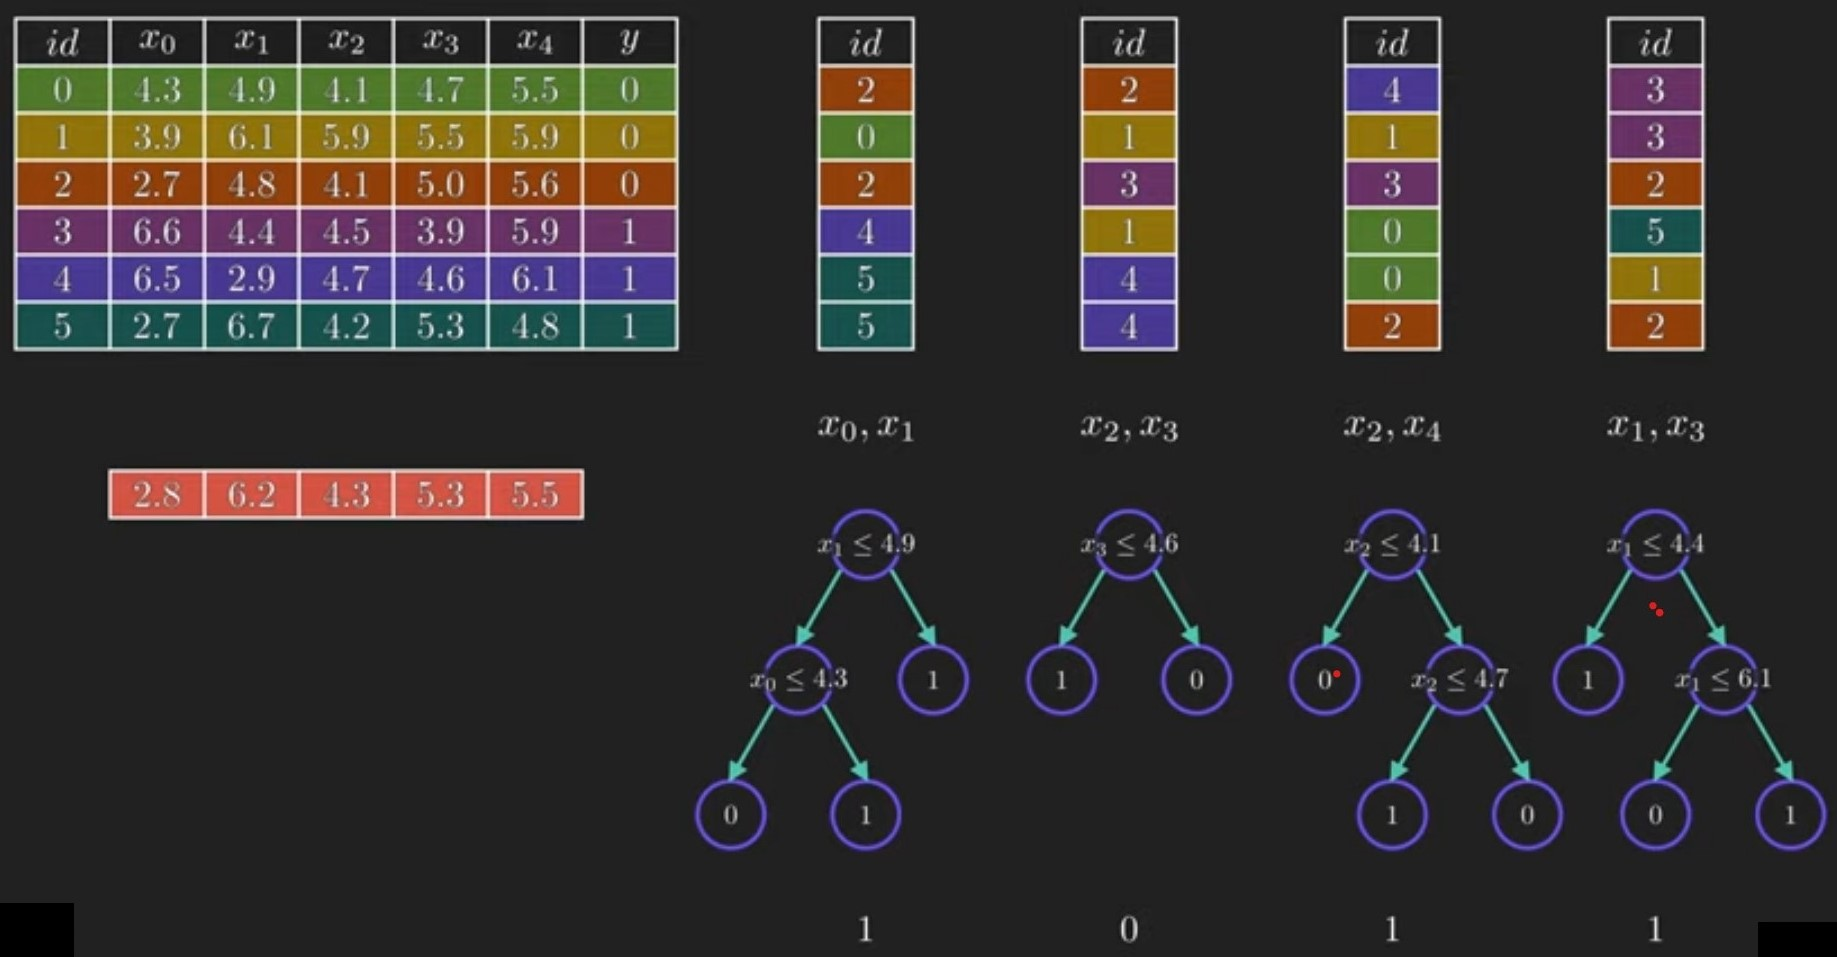 id x₀ x₁ x₂ x₃ x₄ y
0 4.3 4.9 4.1 4.7 5.5 0
1 3.9 6.1 5.9 5.5 5.9 0
2 2.7 4.8 4.1 5.0 5.6 0
3 6.6 4.4 4.5 3.9 5.9 1
4 6.5 2.9 4.7 4.6 6.1 1
5 2.7 6.7 4.2 5.3 4.8 1
id
2
0
2
4
5
5
id
2
1
3
1
4
4
id
4
1
3
0
0
2
id
3
3
2
5
1
2
x₀, x₁
x₂, x₃
x₂, x₄
x₁, x₃
2.8 6.2 4.3 5.3 5.5
x₁ ≤ 4.9
x₀ ≤ 4.3
1
0
1
x₃ ≤ 4.6
1
0
x₂ ≤ 4.1
0
x₂ ≤ 4.7
1
0
x₁ ≤ 4.4
1
x₁ ≤ 6.1
0
1
1
0
1
1